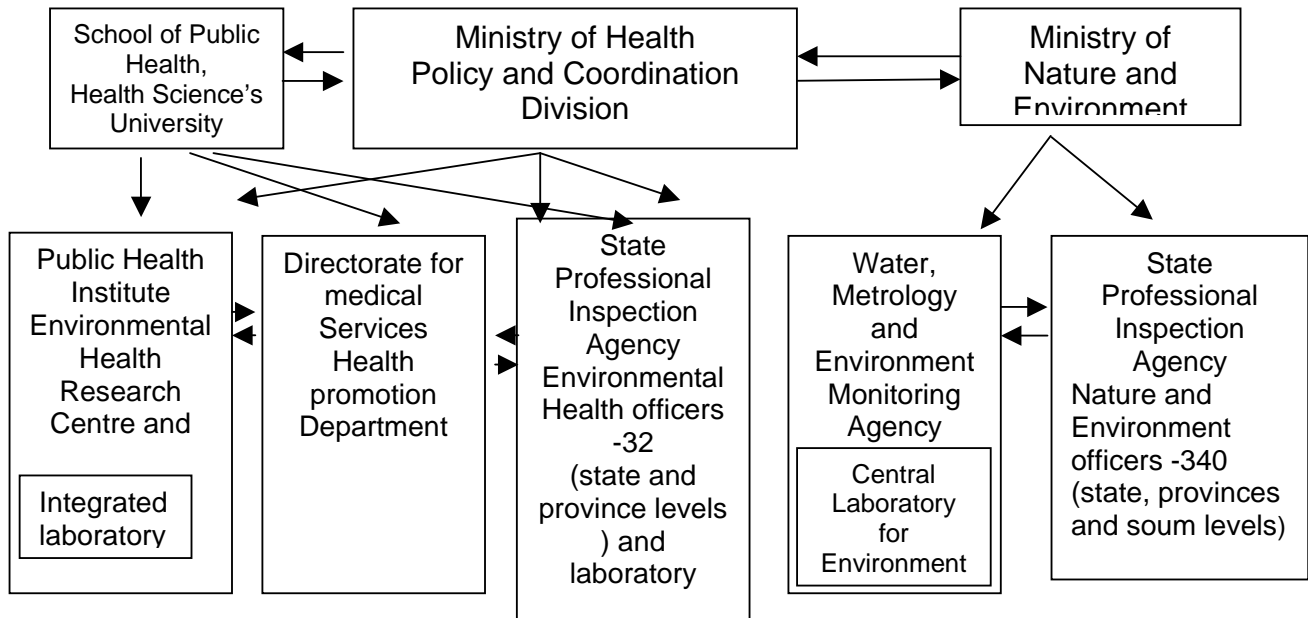 School of Public
Health,
Health Science's
University
Ministry of Health
Policy and Coordination
Division
Ministry of
Nature and
Environment
Public Health
Institute
Environmental
Health
Research
Centre and
Integrated
laboratory
Directorate for
medical
Services
Health
promotion
Department
State
Professional
Inspection
Agency
Environmental
Health officers
-32
(state and
province levels
) and
laboratory
Water,
Metrology
and
Environment
Monitoring
Agency
Central
Laboratory
for
Environment
State
Professional
Inspection
Agency
Nature and
Environment
officers -340
(state, provinces
and soum levels)